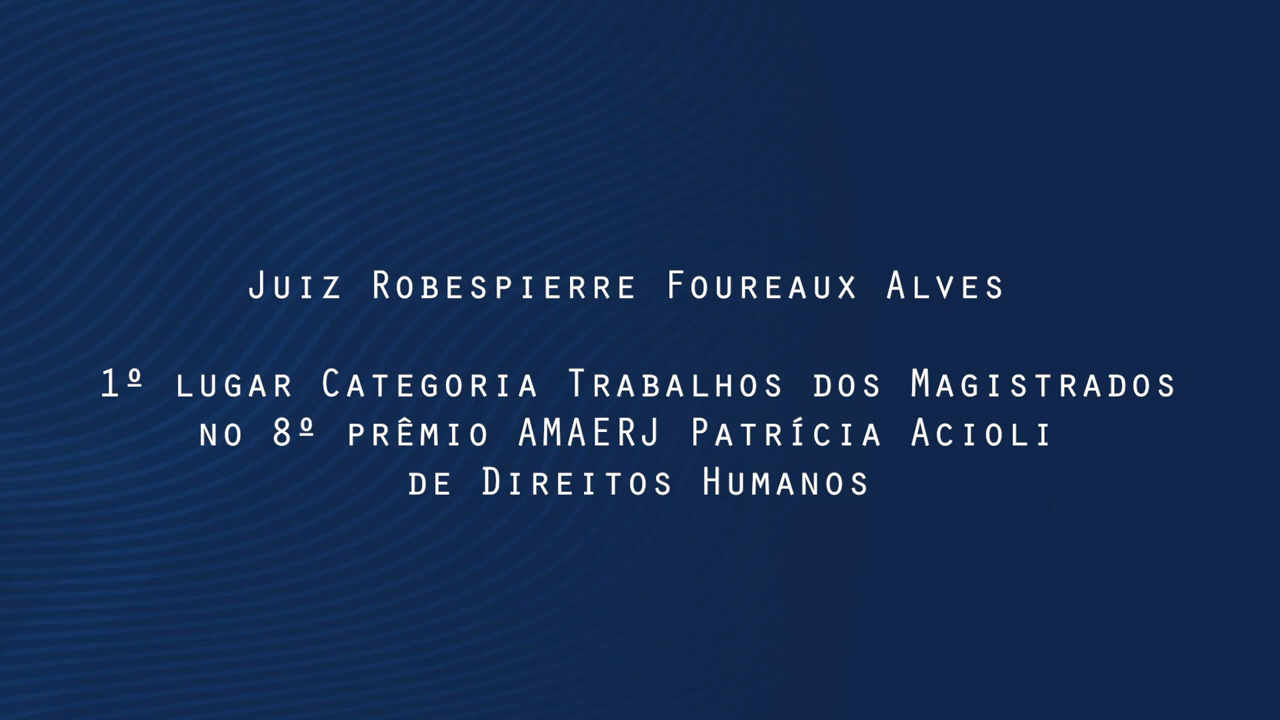 Juiz Robespierre Foureaux Alves
1º lugar Categoria Trabalhos dos Magistrados
no 8º prêmio AMAERJ Patrícia Acioli
de Direitos Humanos